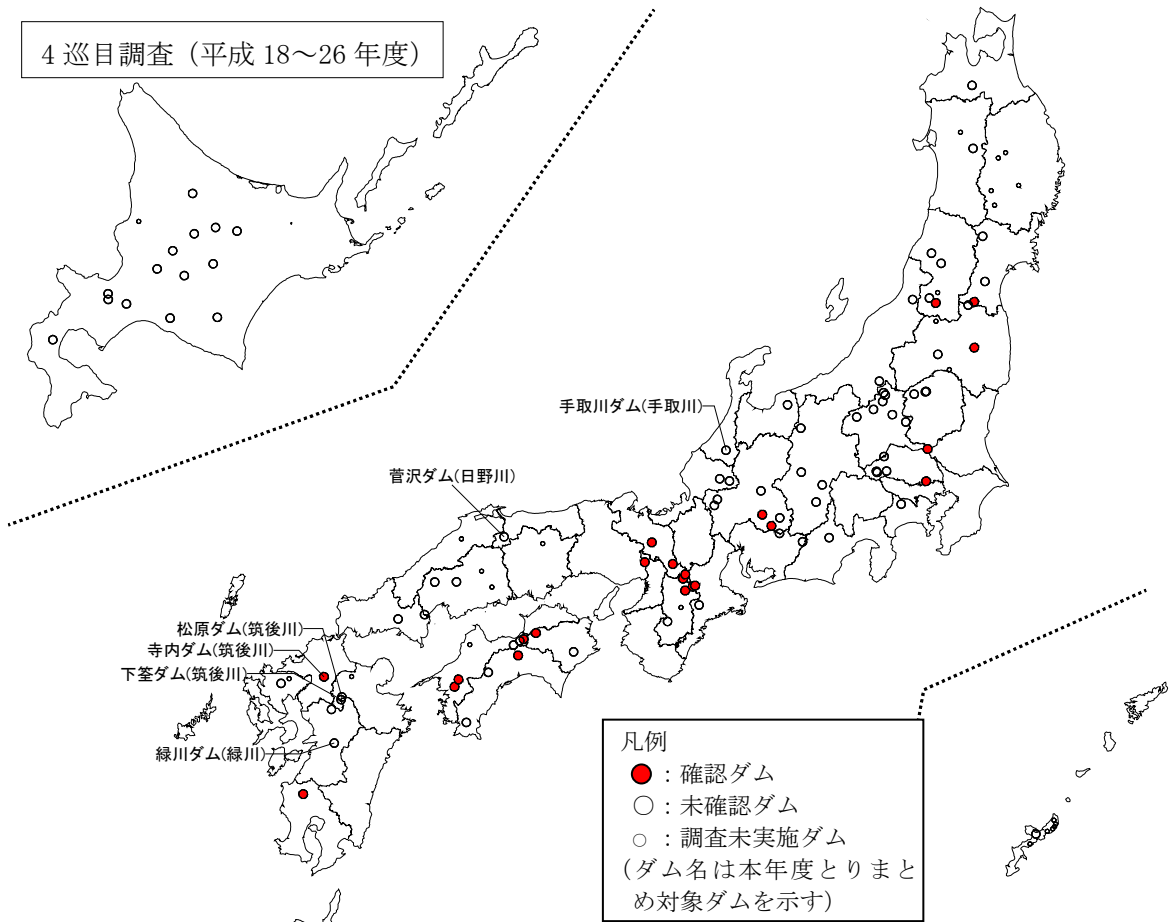 4 巡目調査（平成 18～26 年度）
手取川ダム(手取川)
菅沢ダム(日野川)
松原ダム(筑後川)
寺内ダム(筑後川)
下筌ダム(筑後川)
緑川ダム(緑川)
凡例
：確認ダム
：未確認ダム
：調査未実施ダム
(ダム名は本年度とりまと
め対象ダムを示す)